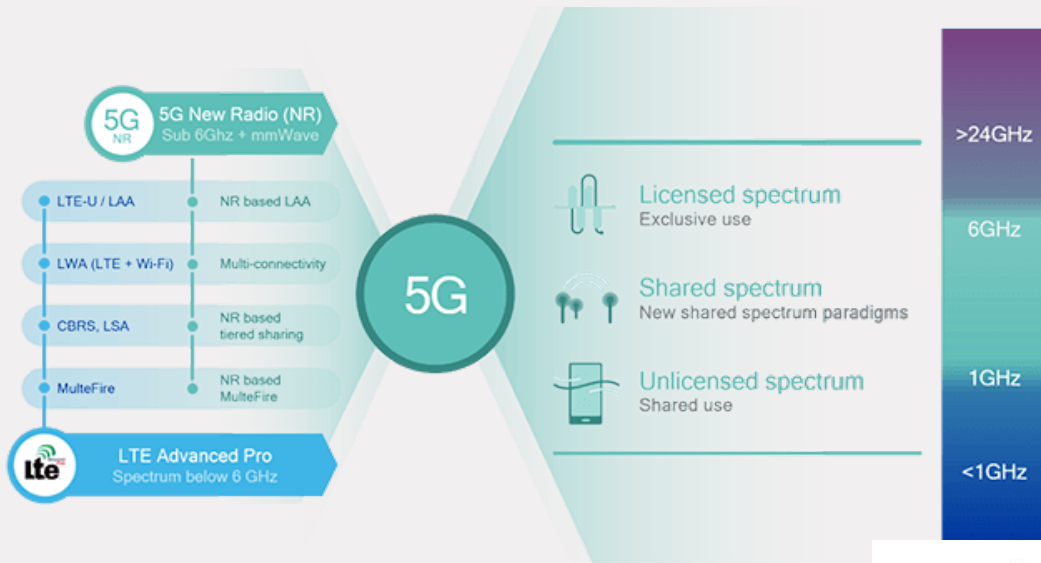 5G
NR
5G New Radio (NR)
Sub 6Ghz + mmWave
LTE-U / LAA
NR based LAA
LWA (LTE + Wi-Fi)
Multi-connectivity
CBRS, LSA
NR based
tiered sharing
MulteFire
NR based
MulteFire
Lte
LTE Advanced Pro
Spectrum below 6 GHz
5G
Licensed spectrum
Exclusive use
Shared spectrum
New shared spectrum paradigms
Unlicensed spectrum
Shared use
>24GHz
6GHz
1GHz
<1GHz